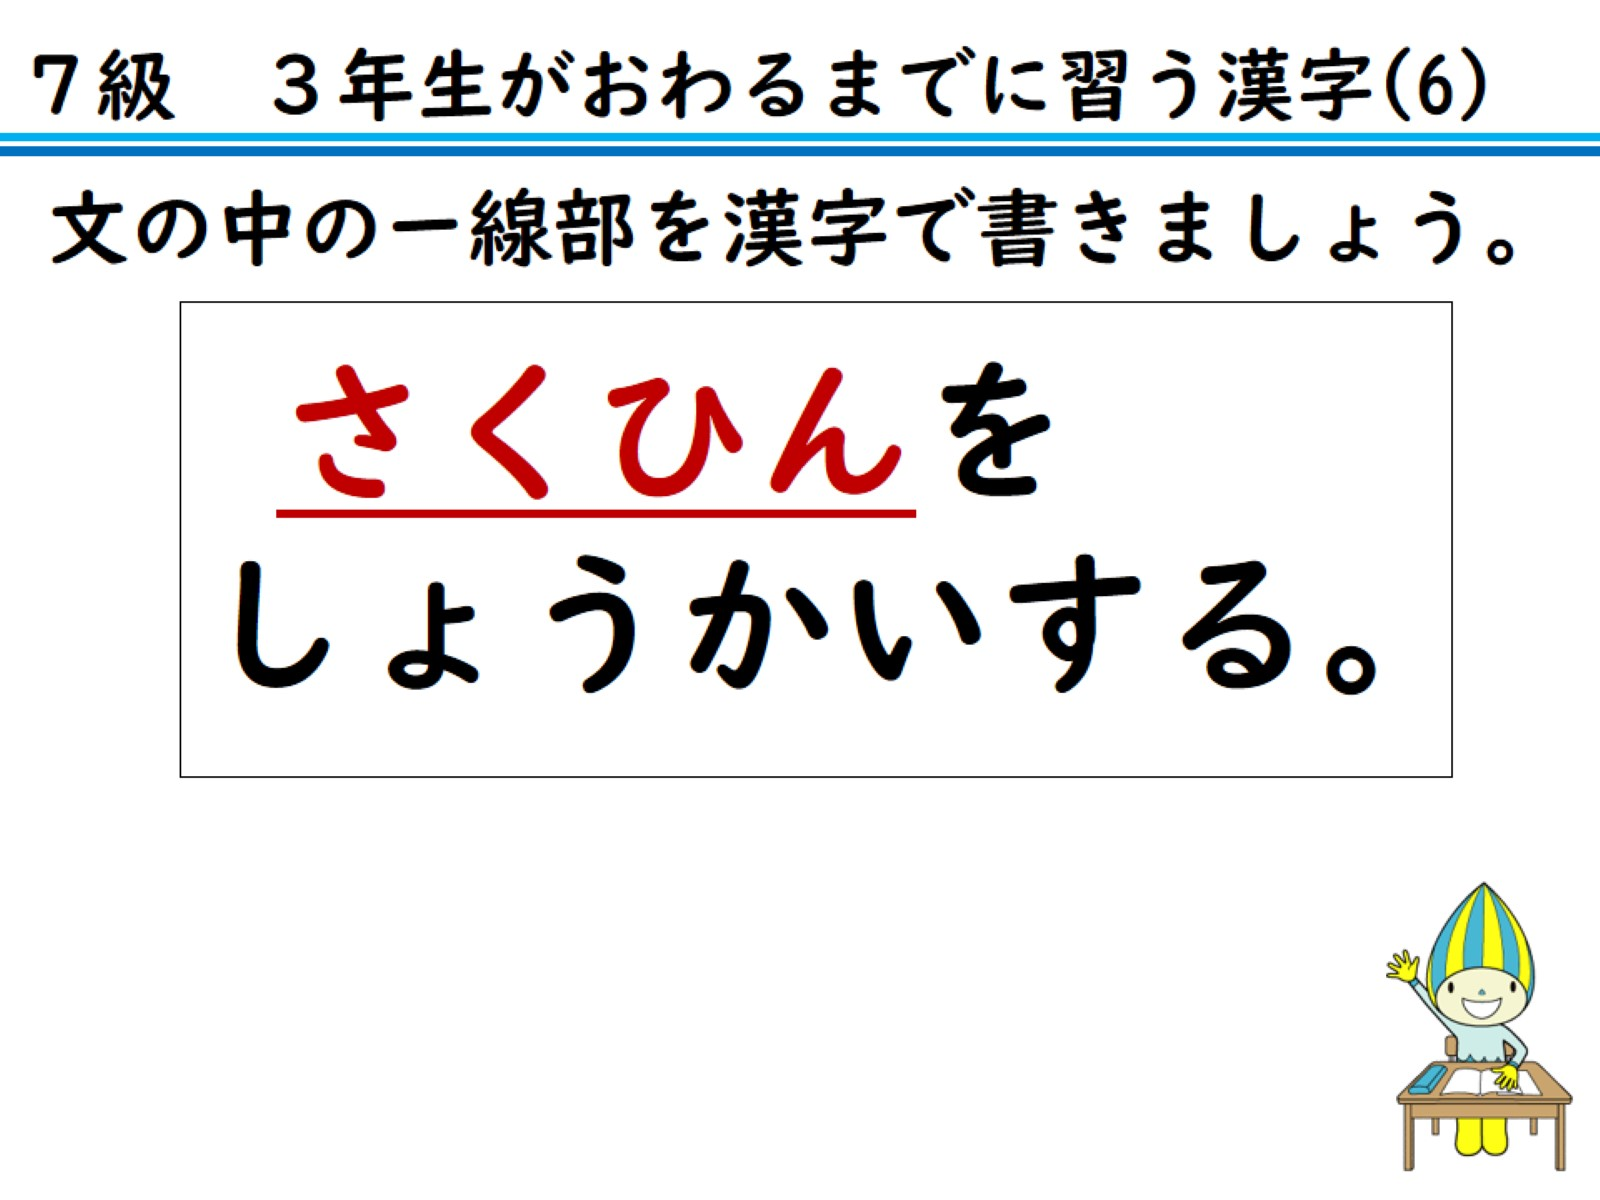 ７級　３年生がおわるまでに習う漢字(6)
文の中の―線部を漢字で書きましょう。
さくひんを
しょうかいする。